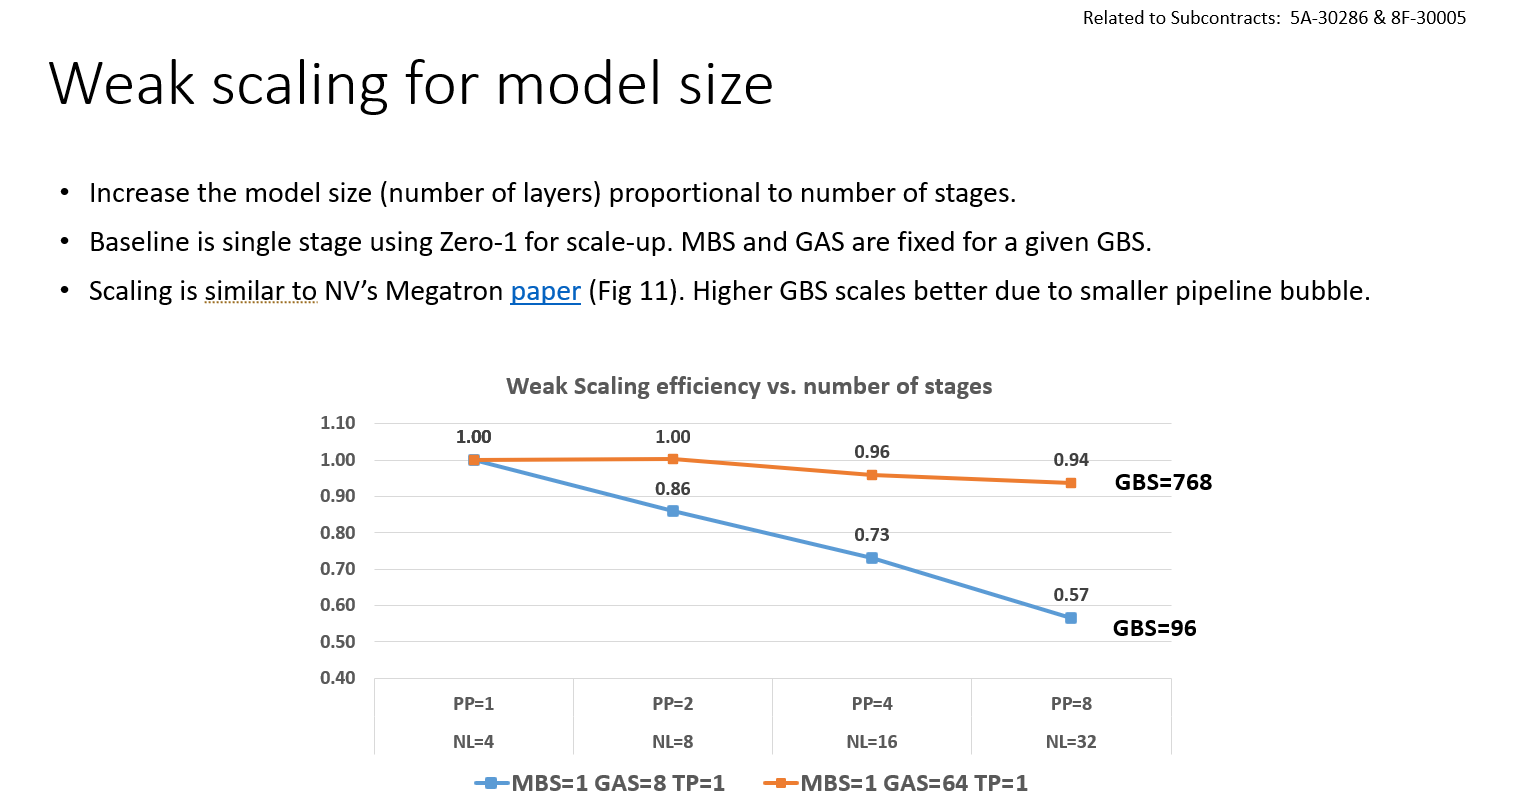 Related to Subcontracts:  5A-30286 & 8F-30005
Weak scaling for model size
• Increase the model size (number of layers) proportional to number of stages.
• Baseline is single stage using Zero-1 for scale-up. MBS and GAS are fixed for a given GBS.
• Scaling is similar to NV’s Megatron paper (Fig 11). Higher GBS scales better due to smaller pipeline bubble.
Weak Scaling efficiency vs. number of stages
1.10
1.00
0.90
0.80
0.70
0.60
0.50
0.40
1.00
1.00
0.96
0.94
GBS=768
0.86
0.73
0.57
GBS=96
PP=1 PP=2 PP=4 PP=8
NL=4 NL=8 NL=16 NL=32
MBS=1 GAS=8 TP=1 MBS=1 GAS=64 TP=1